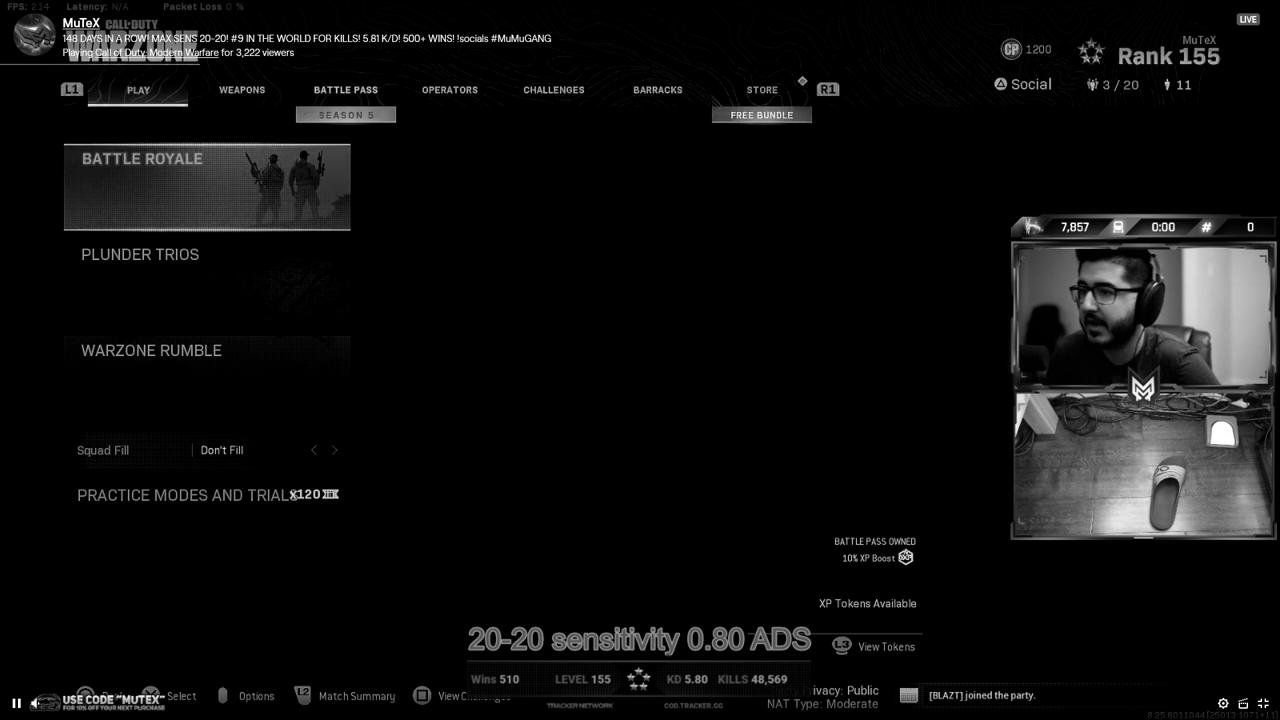 FPS: 214 Latency: N/A Packet Loss 0 %
MuTeX
CALL·DUTY
WARZONE
148 DAYS IN A ROW! MAX SENS 20-20! #9 IN THE WORLD FOR KILLS! 5.81 K/D! 500+ WINS! !socials #MuMuGANG
Playing Call of Duty: Modern Warfare for 3,222 viewers
LIVE
CP 1200
MuTeX
Rank 155
Social 3 / 20 11
L1 PLAY WEAPONS BATTLE PASS OPERATORS CHALLENGES BARRACKS STORE R1
SEASON 5 FREE BUNDLE
BATTLE ROYALE
PLUNDER TRIOS
WARZONE RUMBLE
7,857 0:00 # 0
Squad Fill Don't Fill
PRACTICE MODES AND TRIALS x120
BATTLE PASS OWNED
10% XP Boost
XP Tokens Available
20-20 sensitivity 0.80 ADS
L3 View Tokens
Wins 510 LEVEL 155 KD 5.80 KILLS 48,569
USE CODE "MUTEX"
FOR 10% OFF YOUR NEXT PURCHASE
Select Options L2 Match Summary View Challenges
TRACKER NETWORK COD.TRACKER.GG
Privacy: Public
NAT Type: Moderate
[BLAZT] joined the party.